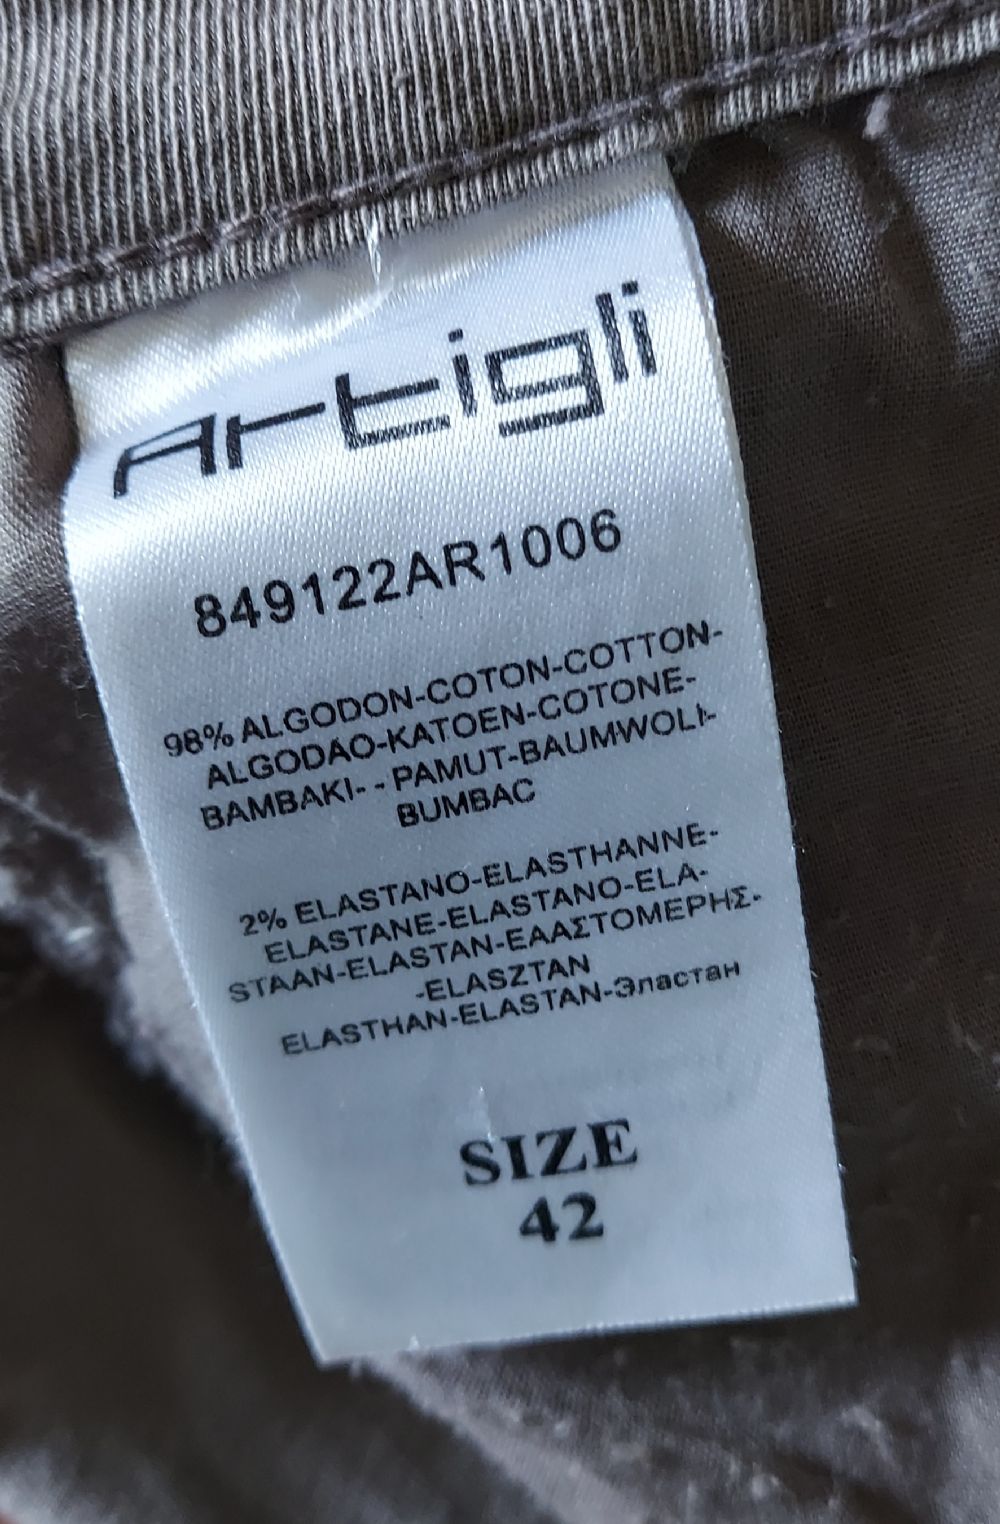 Artigli
849122AR1006
98% ALGODON-COTON-COTTON-
ALGODAO-KATOEN-COTONE-
BAMBAKI- - PAMUT-BAUMWOLl-
BUMBAC
2% ELASTANO-ELASTHANNE-
ELASTANE-ELASTANO-ELA-
STAAN-ELASTAN-ΕΑΑΣΤΟΜΕΡΗΣ-
-ELASZTAN
ELASTHAN-ELASTAN-Эластан
SIZE
42